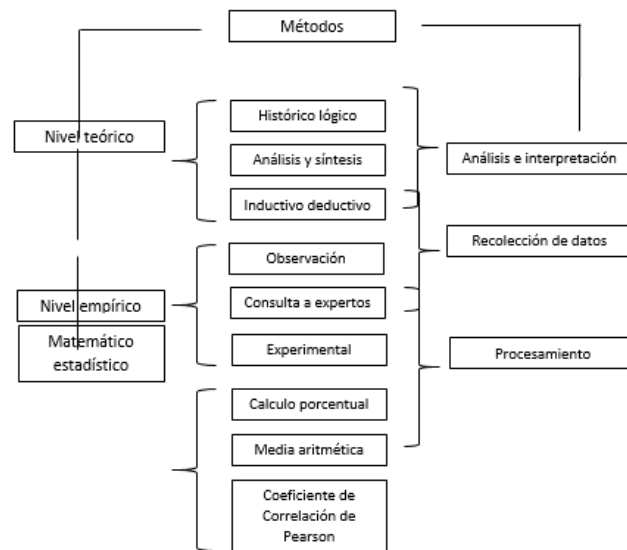 Métodos
Nivel teórico
Histórico lógico
Análisis y síntesis
Inductivo deductivo
Análisis e interpretación
Nivel empírico
Observación
Consulta a expertos
Experimental
Recolección de datos
Matemático
estadístico
Calculo porcentual
Media aritmética
Coeficiente de
Correlación de
Pearson
Procesamiento